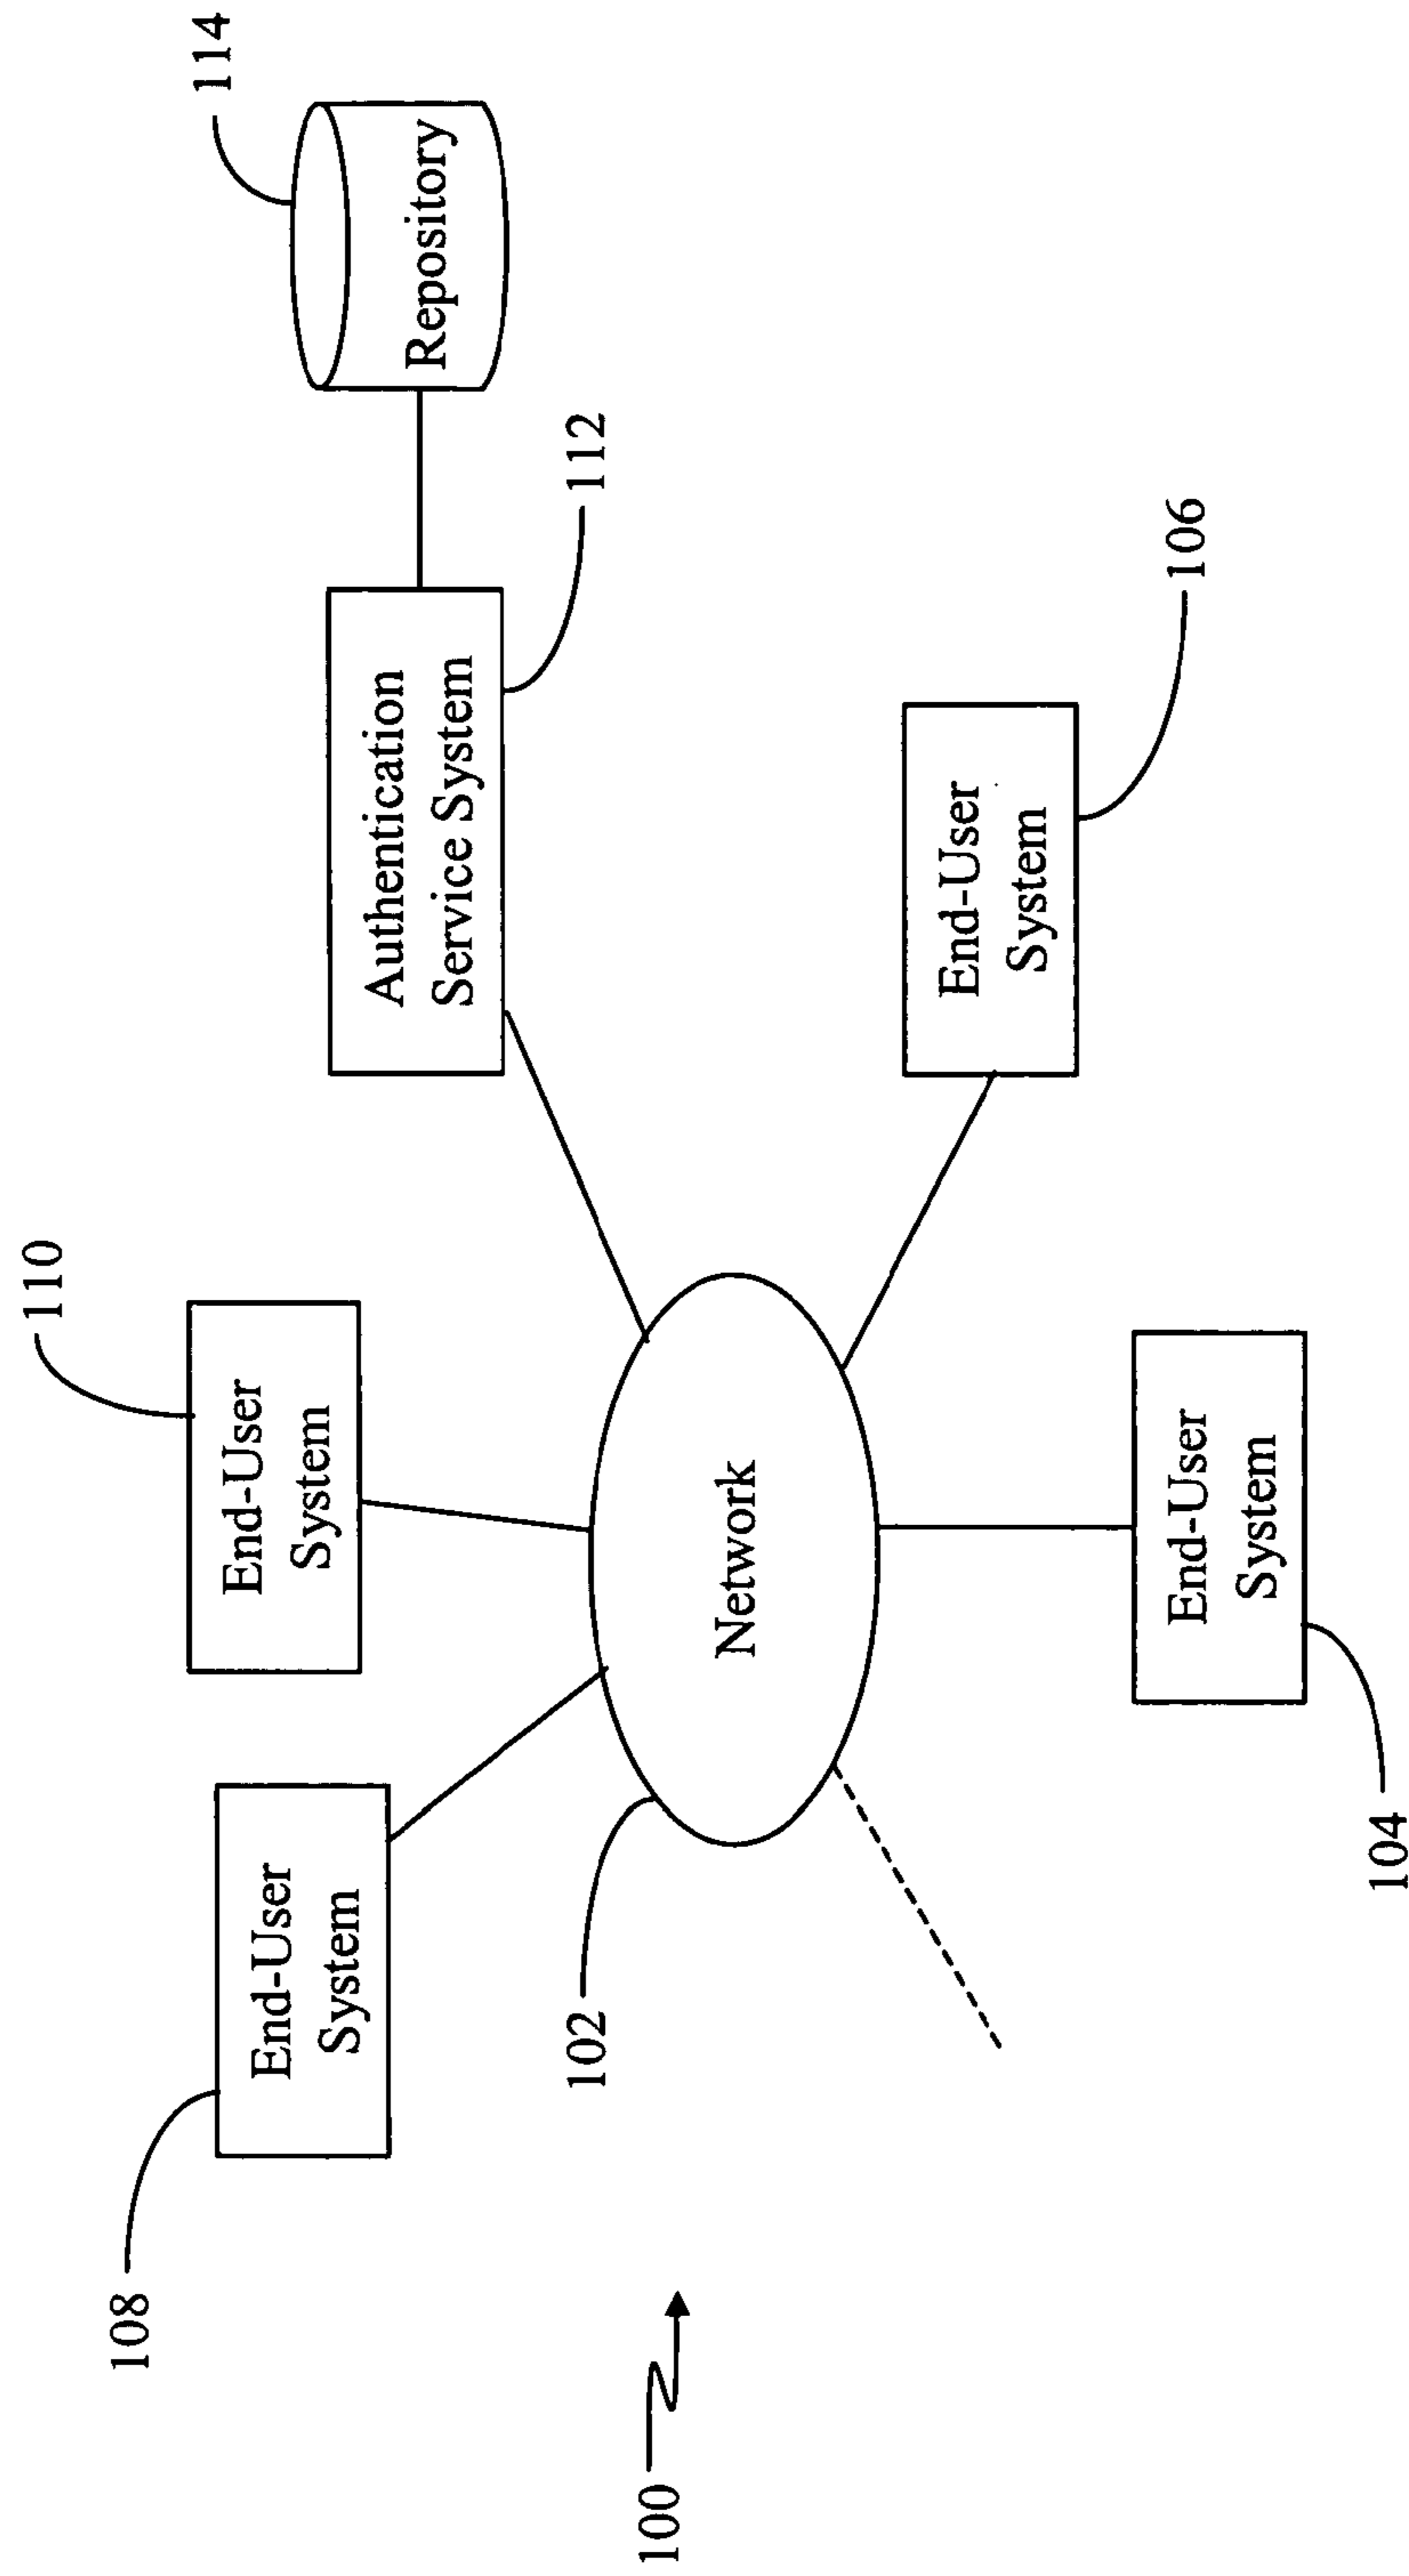 114
Repository
110
112
End-User
System
Authentication
Service System
108
End-User
System
106
End-User
System
102
Network
100
End-User
System
104